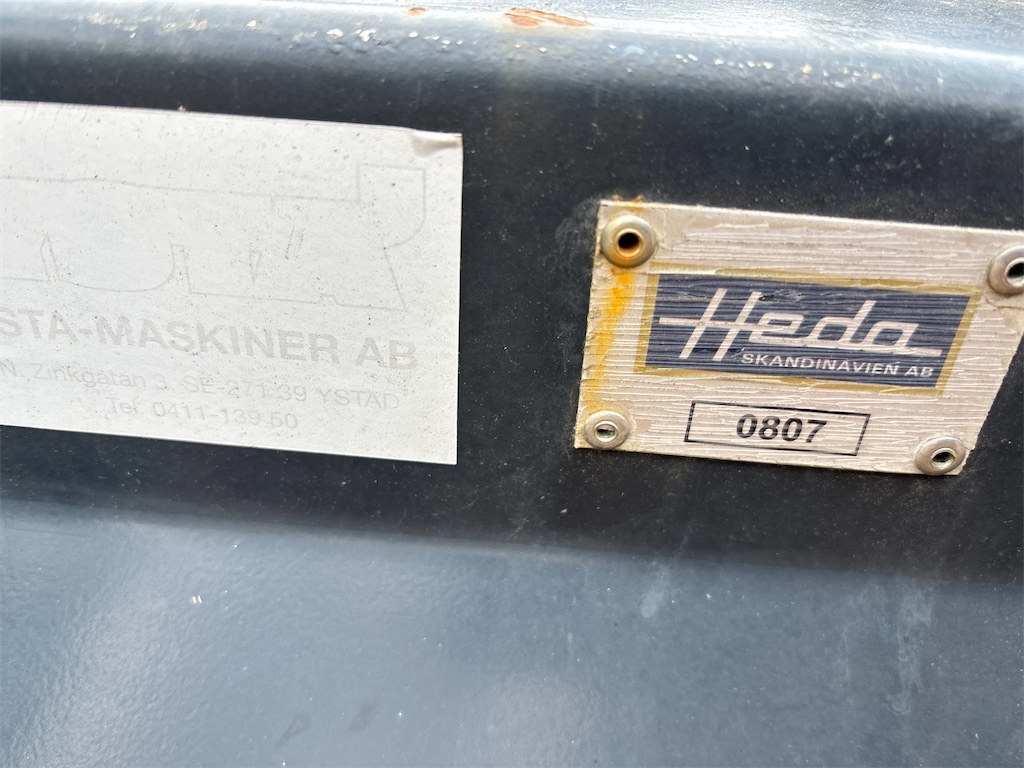 STA-MASKINER AB
N. Zinkgatan 3. SE-271 39 YSTAD
Tel. 0411-139 50
Heda
SKANDINAVIEN AB
0807